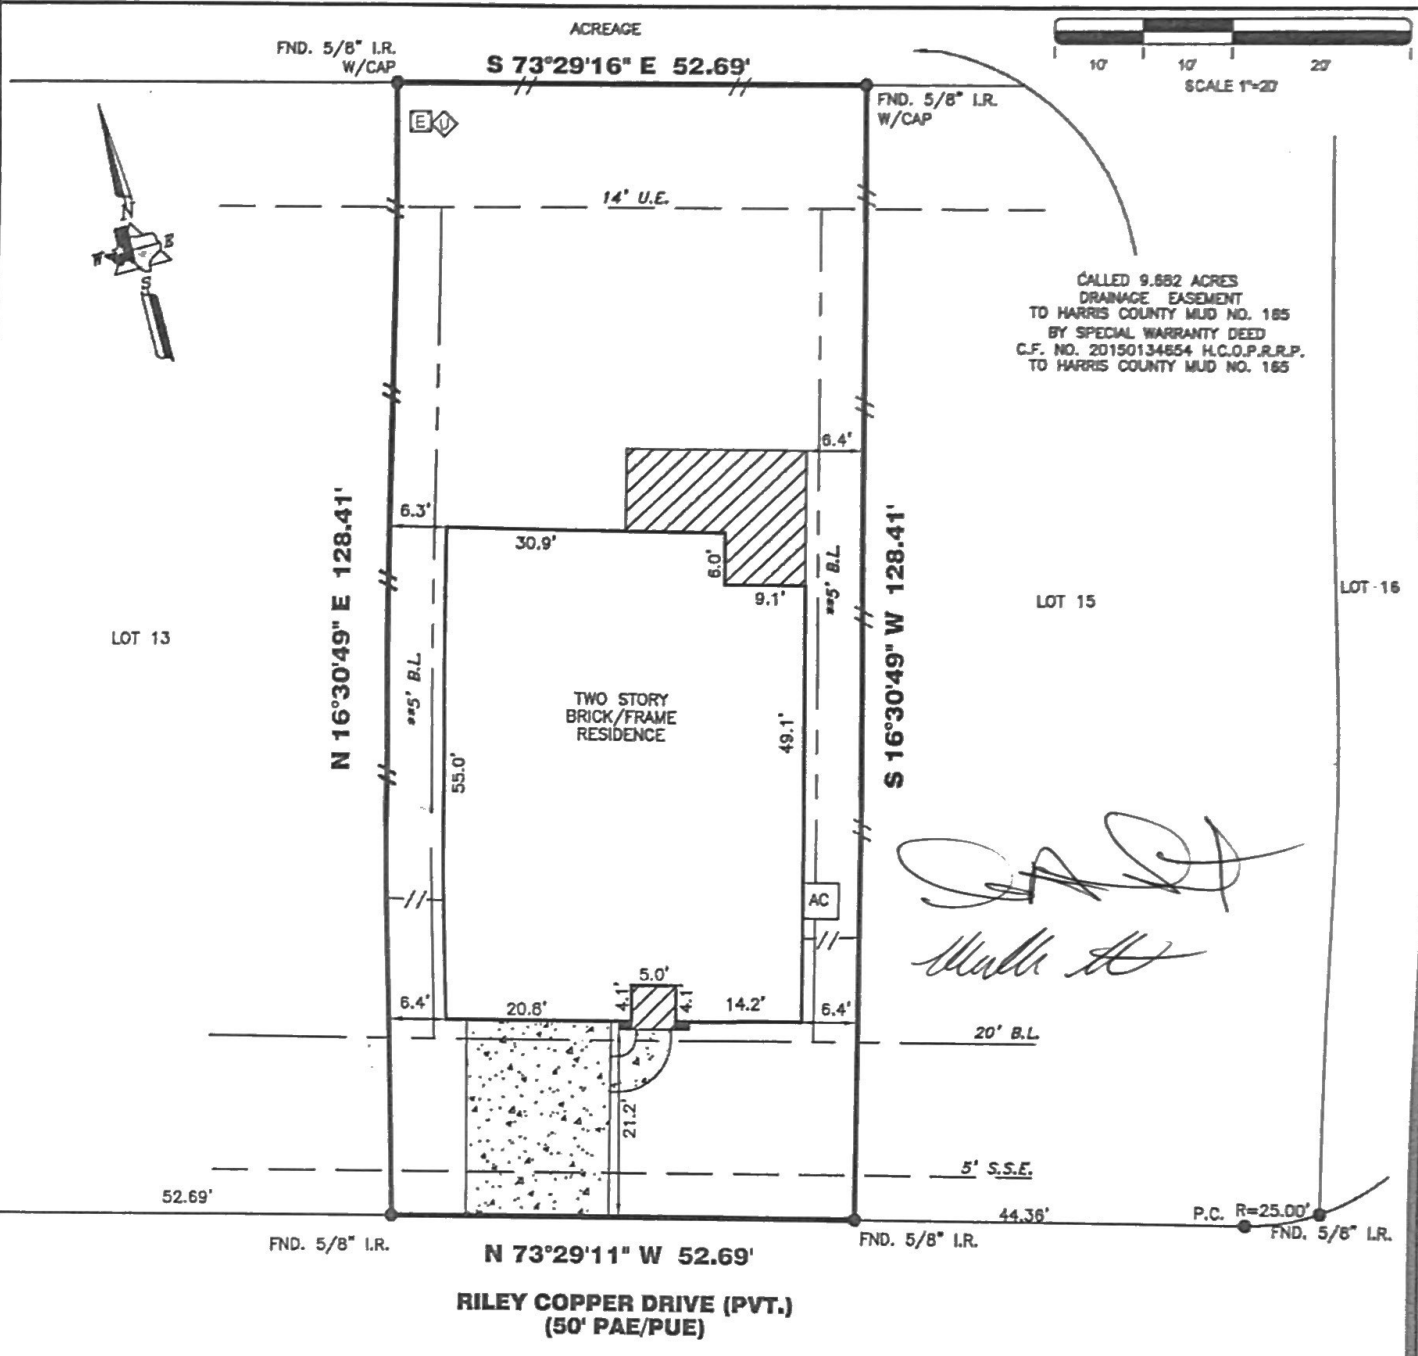 ACREAGE
FND. 5/8" I.R.
W/CAP
S 73°29'16" E 52.69'
10'
10'
20'
SCALE 1"=20'
FND. 5/8" I.R.
W/CAP
E
U
14' U.E.
N
W
E
S
CALLED 9.682 ACRES
DRAINAGE EASEMENT
TO HARRIS COUNTY MUD NO. 165
BY SPECIAL WARRANTY DEED
C.F. NO. 20150134654 H.C.O.P.R.R.P.
TO HARRIS COUNTY MUD NO. 165
6.4'
6.3'
30.9'
6.0'
9.1'
N 16°30'49" E 128.41'
**5' B.L.
**5' B.L.
S 16°30'49" W 128.41'
LOT 13
LOT 15
LOT 16
TWO STORY
BRICK/FRAME
RESIDENCE
55.0'
49.1'
AC
6.4'
20.8'
4.1'
5.0'
4.1
14.2'
6.4'
20' B.L.
21.2'
5' S.S.E.
52.69'
44.36'
P.C. R=25.00'
FND. 5/8" I.R.
FND. 5/8" I.R.
FND. 5/8" I.R.
N 73°29'11" W 52.69'
RILEY COPPER DRIVE (PVT.)
(50' PAE/PUE)